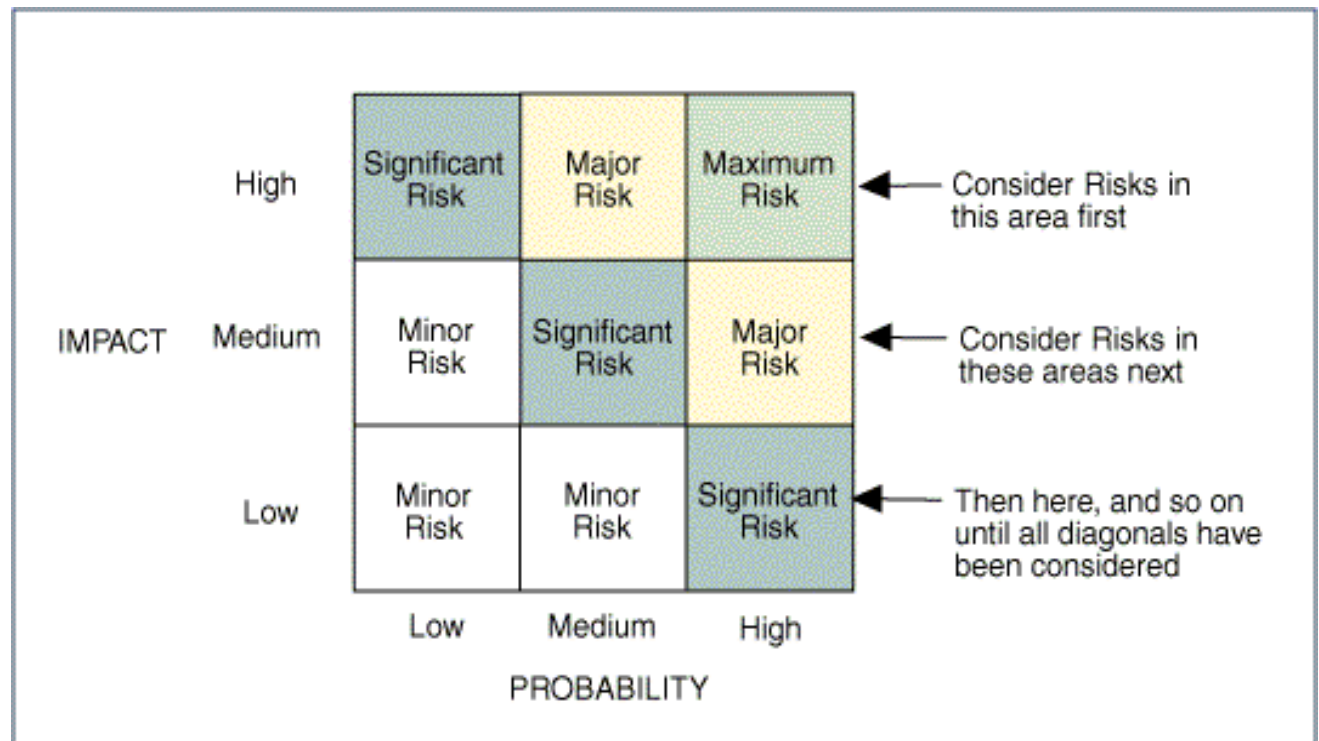 High
Significant
Risk
Major
Risk
Maximum
Risk
Consider Risks in
this area first
IMPACT
Medium
Minor
Risk
Significant
Risk
Major
Risk
Consider Risks in
these areas next
Low
Minor
Risk
Minor
Risk
Significant
Risk
Then here, and so on
until all diagonals have
been considered
Low
Medium
High
PROBABILITY